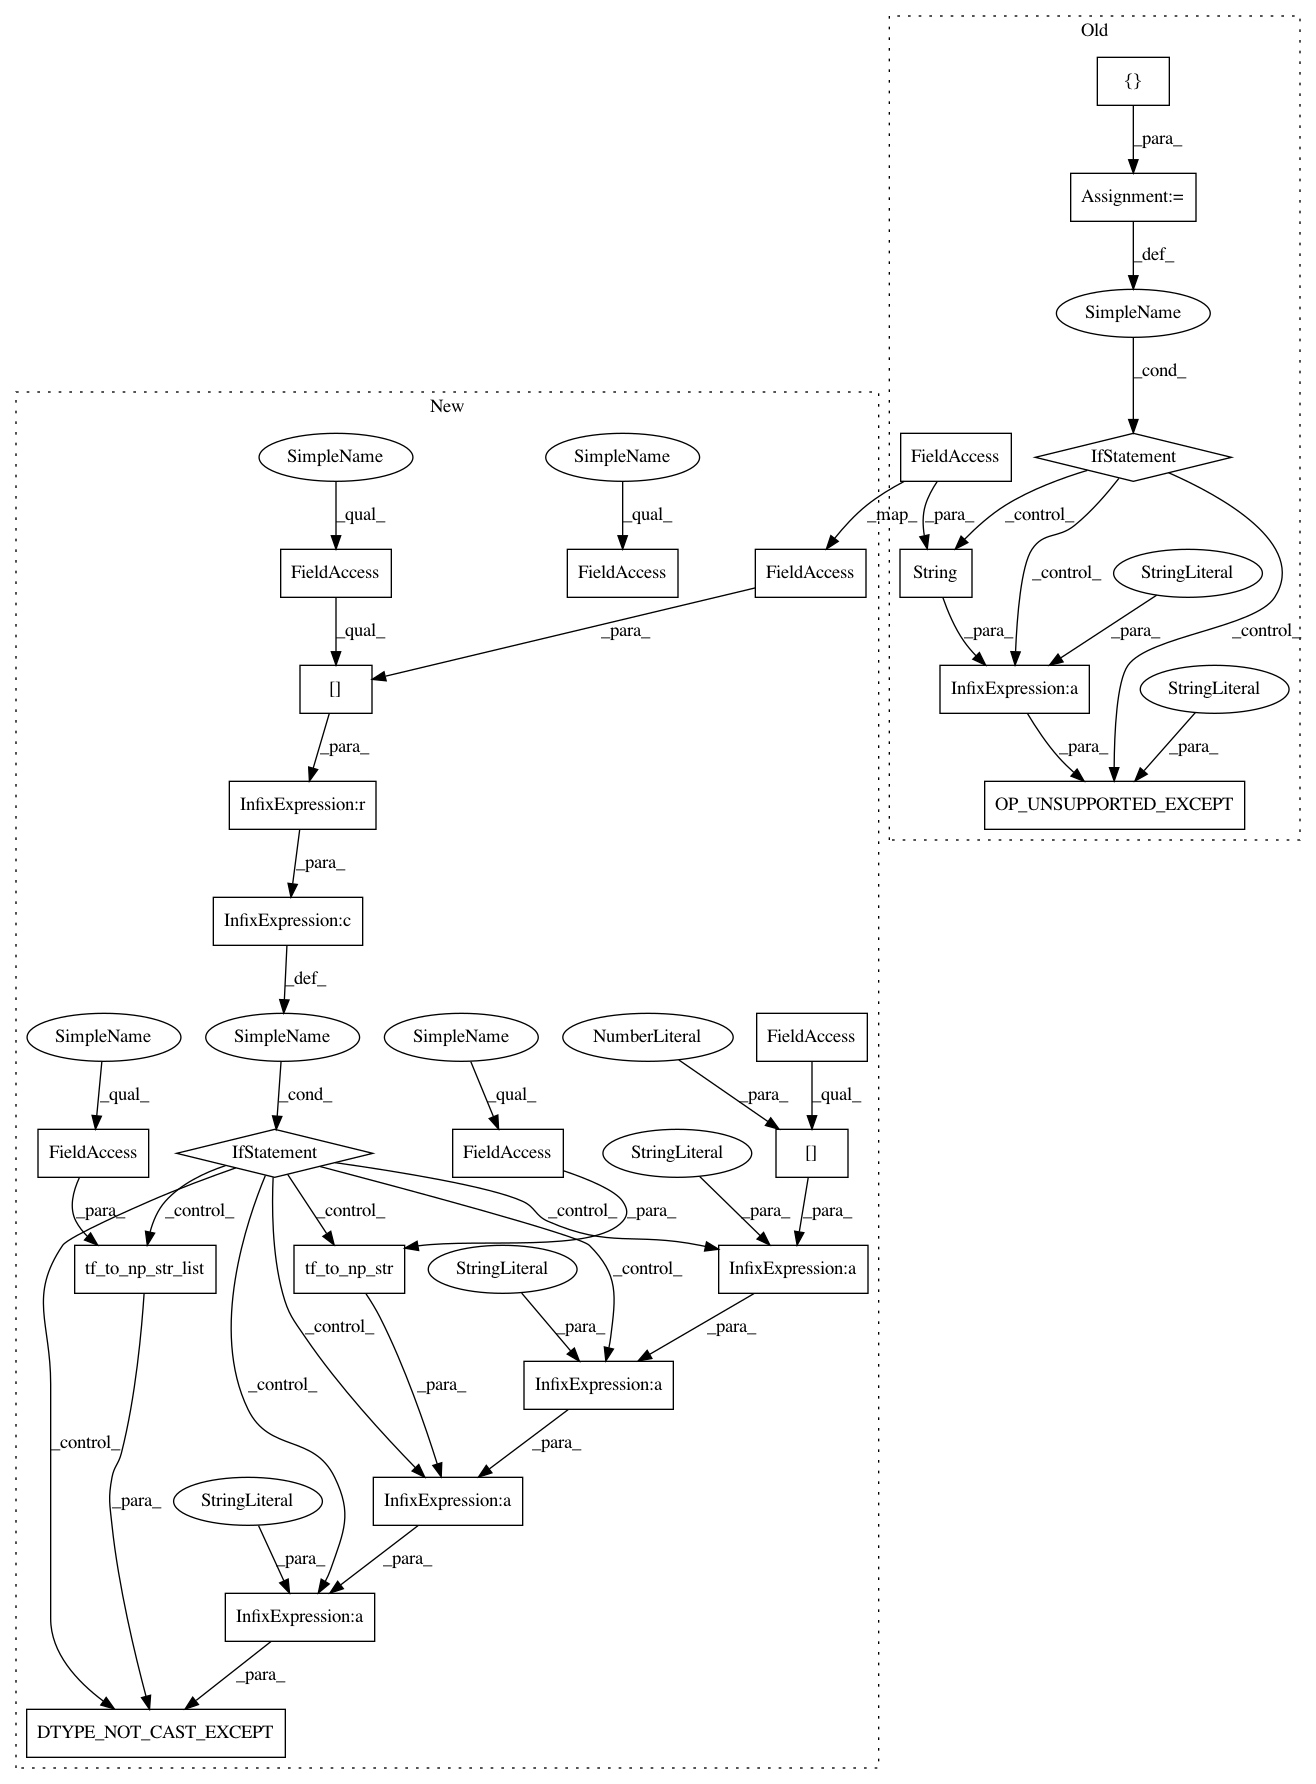 Old
{}
_para_
Assignment:=
_def_
SimpleName
_cond_
New
SimpleName
SimpleName
FieldAccess
IfStatement
_qual_
_qual_
_map_
_para_
_control_
FieldAccess
FieldAccess
FieldAccess
String
_control_
StringLiteral
_qual_
_para_
_para_
_para_
_control_
[]
InfixExpression:a
StringLiteral
_para_
_para_
_para_
InfixExpression:r
OP_UNSUPPORTED_EXCEPT
_para_
InfixExpression:c
_def_
SimpleName
SimpleName
SimpleName
NumberLiteral
FieldAccess
_qual_
_cond_
_qual_
_para_
_qual_
FieldAccess
IfStatement
FieldAccess
StringLiteral
[]
_para_
_control_
_control_
_control_
_para_
_para_
_para_
tf_to_np_str_list
tf_to_np_str
StringLiteral
_control_
InfixExpression:a
_control_
_para_
_para_
_control_
_para_
InfixExpression:a
_control_
_para_
_para_
StringLiteral
InfixExpression:a
_para_
_para_
InfixExpression:a
_para_
DTYPE_NOT_CAST_EXCEPT